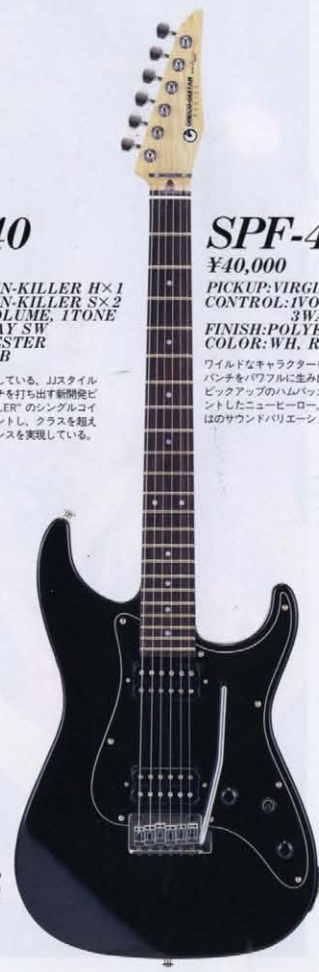 40
N-KILLER H×1
N-KILLER S×2
OLUME, 1TONE
AY SW
ESTER
B
している、JJスタイル
チを打ち出す新開発ピ
LER" のシングルコイ
ントし、クラスを超え
ンスを実現している。
GRECO-GUITAR
SPF-4
¥40,000
PICKUP:VIRGI
CONTROL:1VO
3WA
FINISH:POLYE
COLOR:WH, R
ワイルドなキャラクター
パンチをパワフルに生み
ピックアップのハムバッ
ントしたニューヒーロー。
はのサウンドバリエーシ